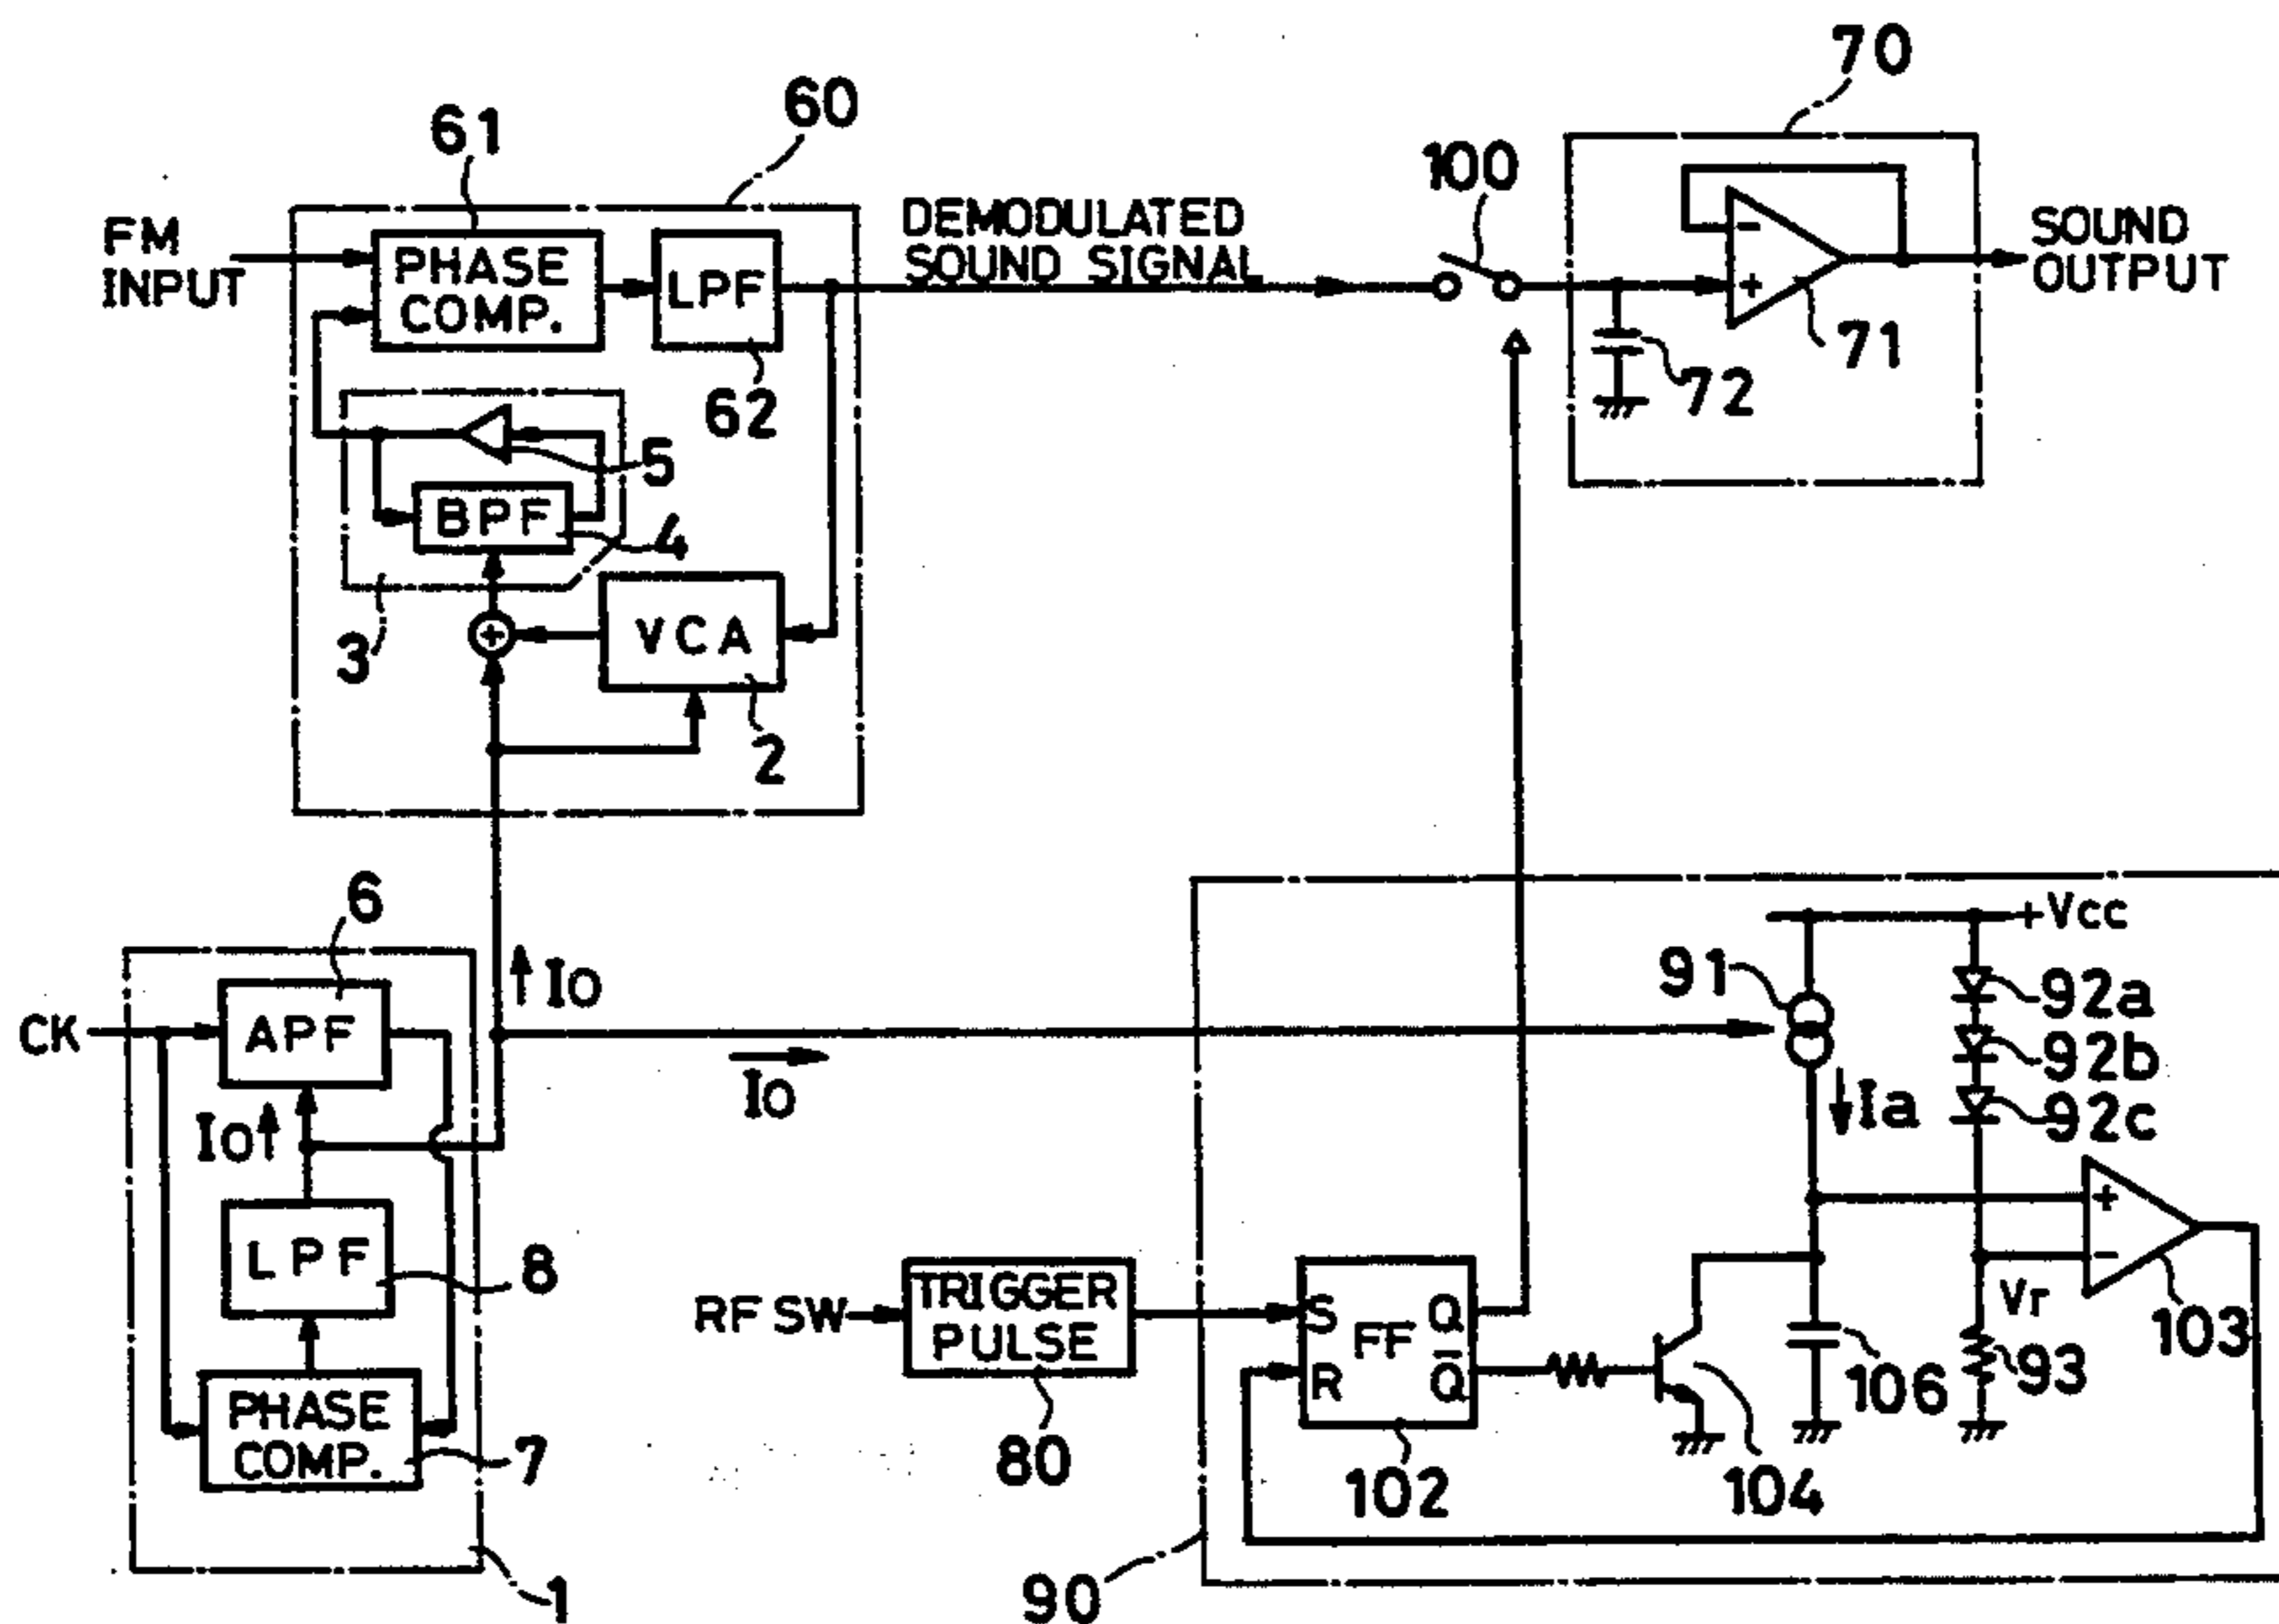 70
60
61
100
FM
INPUT
PHASE
COMP.
LPF
DEMODULATED
SOUND SIGNAL
SOUND
OUTPUT
-
+
71
72
62
5
BPF
4
3
+
VCA
2
6
+Vcc
91
92a
92b
92c
Io
CK
APF
Io
Io
Ia
LPF
8
RF SW
TRIGGER
PULSE
S
R
FF
Q
Q̅
+
-
Vr
103
93
106
PHASE
COMP.
7
80
102
104
1
90